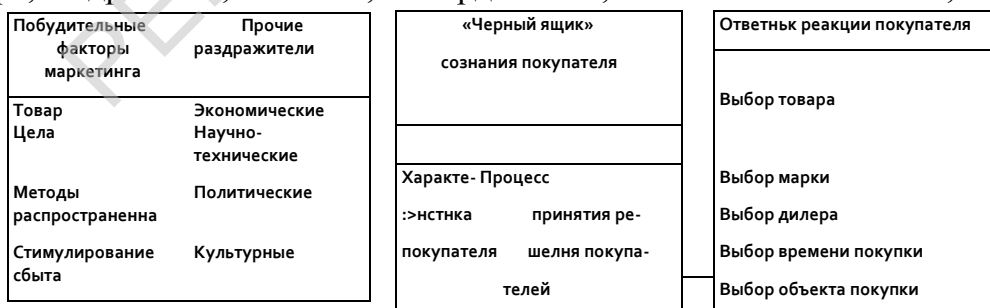 Побудительные Прочие
факторы раздражители
маркетинга
Товар Экономические
Цела Научно-
технические
Методы Политические
распространенна
Стимулирование Культурные
сбыта
«Черный ящик»
сознания покупателя
Характе- Процесс
:>нстнка принятия ре-
покупателя шелня покупа-
телей
Ответньк реакции покупателя
Выбор товара
Выбор марки
Выбор дилера
Выбор времени покупки
Выбор объекта покупки